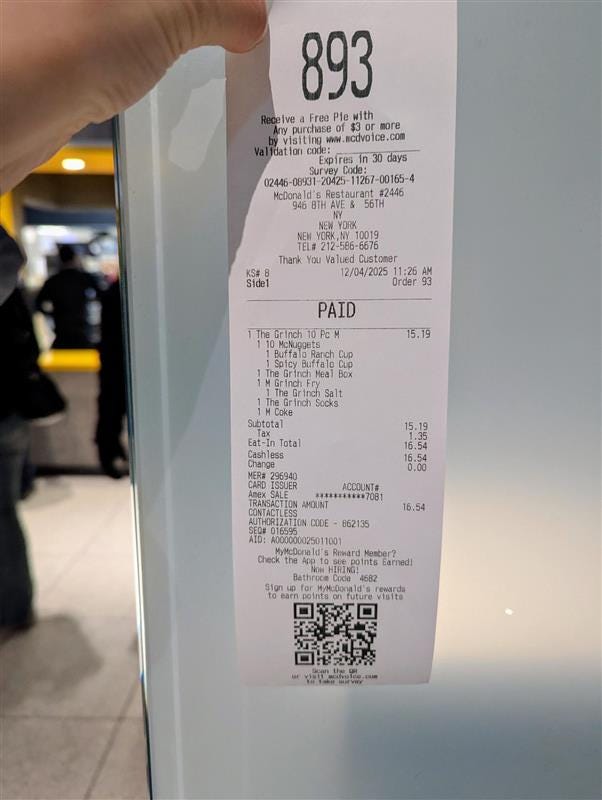 893
Receive a Free Pie with
Any purchase of $3 or more
by visiting www.mcdvoice.com
Validation code:
Expires in 30 days
Survey Code:
02446-08931-20425-11267-00165-4
McDonald's Restaurant #2446
946 8TH AVE & 56TH
NY
NEW YORK
NEW YORK,NY 10019
TEL# 212-586-6676
Thank You Valued Customer
KS# 8 12/04/2025 11:26 AM
Side1 Order 93
PAID
1 The Grinch 10 Pc M 15.19
1 10 McNuggets
1 Buffalo Ranch Cup
1 Spicy Buffalo Cup
1 The Grinch Meal Box
1 M Grinch Fry
1 The Grinch Salt
1 The Grinch Socks
1 M Coke
Subtotal 15.19
Tax 1.35
Eat-In Total 16.54
Cashless 16.54
Change 0.00
MER# 296940
CARD ISSUER ACCOUNT#
Amex SALE ***********7081
TRANSACTION AMOUNT 16.54
CONTACTLESS
AUTHORIZATION CODE - 862135
SEQ# 016595
AID: A000000025011001
MyMcDonald's Reward Member?
Check the App to see points Earned!
Now HIRING!
Bathroom Code 4682
Sign up for MyMcDonald's rewards
to earn points on future visits
Scan the QR
or visit mcdvoice.com
to take survey